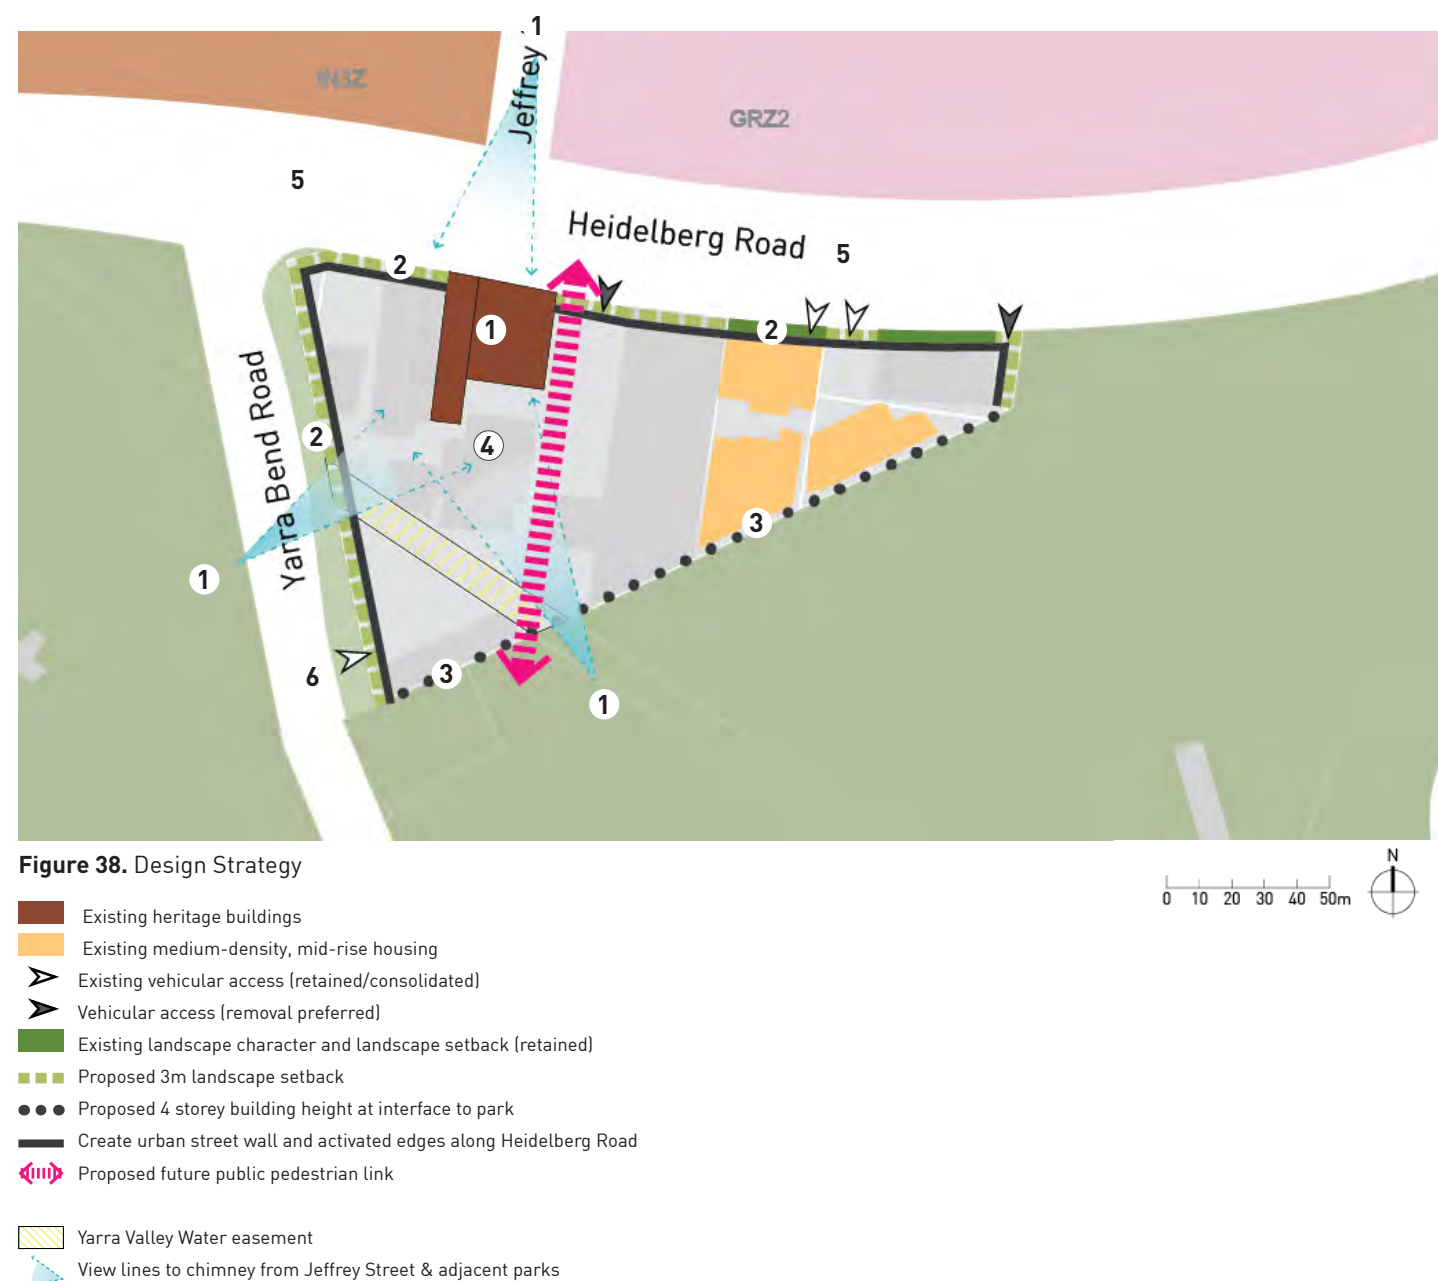 1
Jeffrey
IN3Z
GRZ2
5
Heidelberg Road
5
2
1
2
Yarra Bend Road
2
4
3
1
6
3
1
Figure 38. Design Strategy
N
0 10 20 30 40 50m
Existing heritage buildings
Existing medium-density, mid-rise housing
Existing vehicular access (retained/consolidated)
Vehicular access (removal preferred)
Existing landscape character and landscape setback (retained)
Proposed 3m landscape setback
Proposed 4 storey building height at interface to park
Create urban street wall and activated edges along Heidelberg Road
Proposed future public pedestrian link
Yarra Valley Water easement
View lines to chimney from Jeffrey Street & adjacent parks